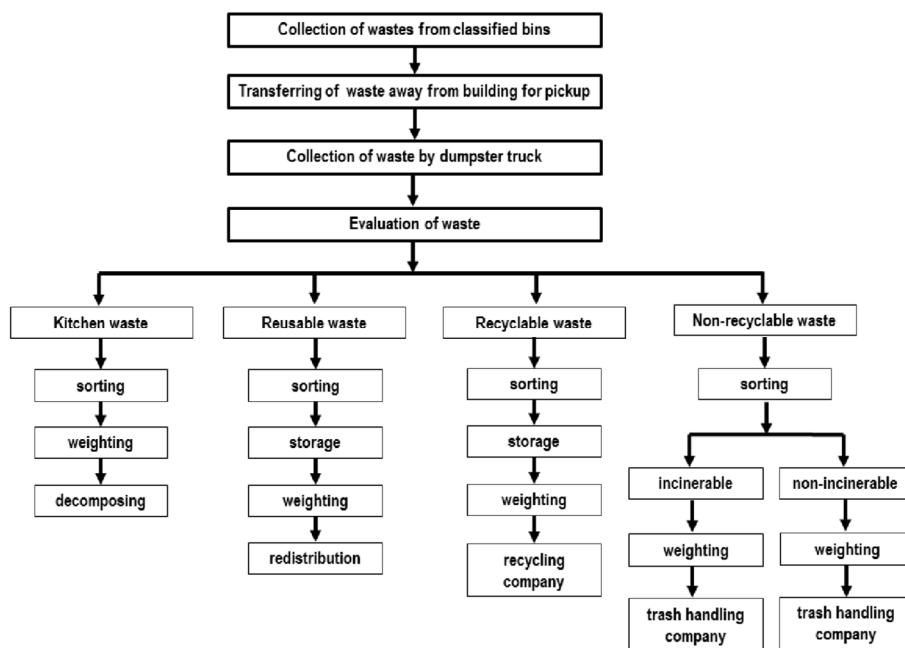 Collection of wastes from classified bins
Transferring of waste away from building for pickup
Collection of waste by dumpster truck
Evaluation of waste
Kitchen waste
Reusable waste
Recyclable waste
Non-recyclable waste
sorting
sorting
sorting
sorting
weighting
storage
storage
incinerable
non-incinerable
decomposing
weighting
weighting
weighting
weighting
redistribution
recycling
company
trash handling
company
trash handling
company